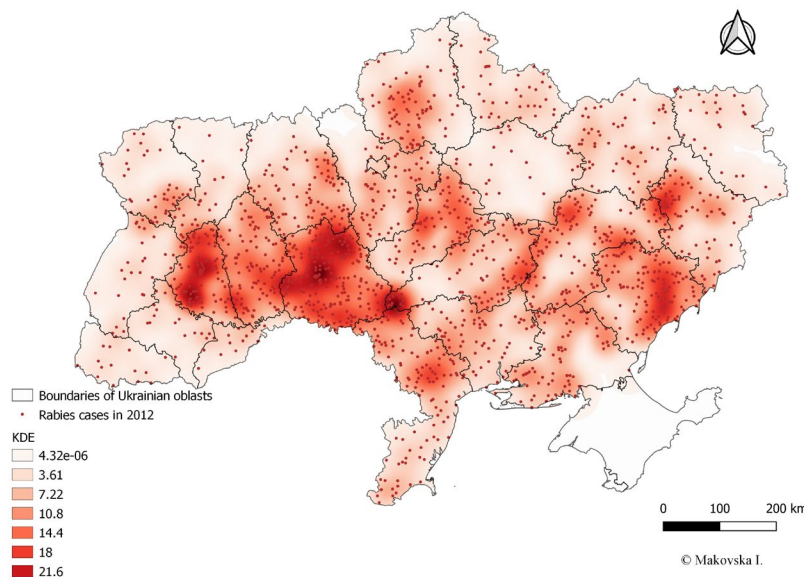 Boundaries of Ukrainian oblasts
Rabies cases in 2012
KDE
4.32e-06
3.61
7.22
10.8
14.4
18
21.6
0 100 200 km
© Makovska I.